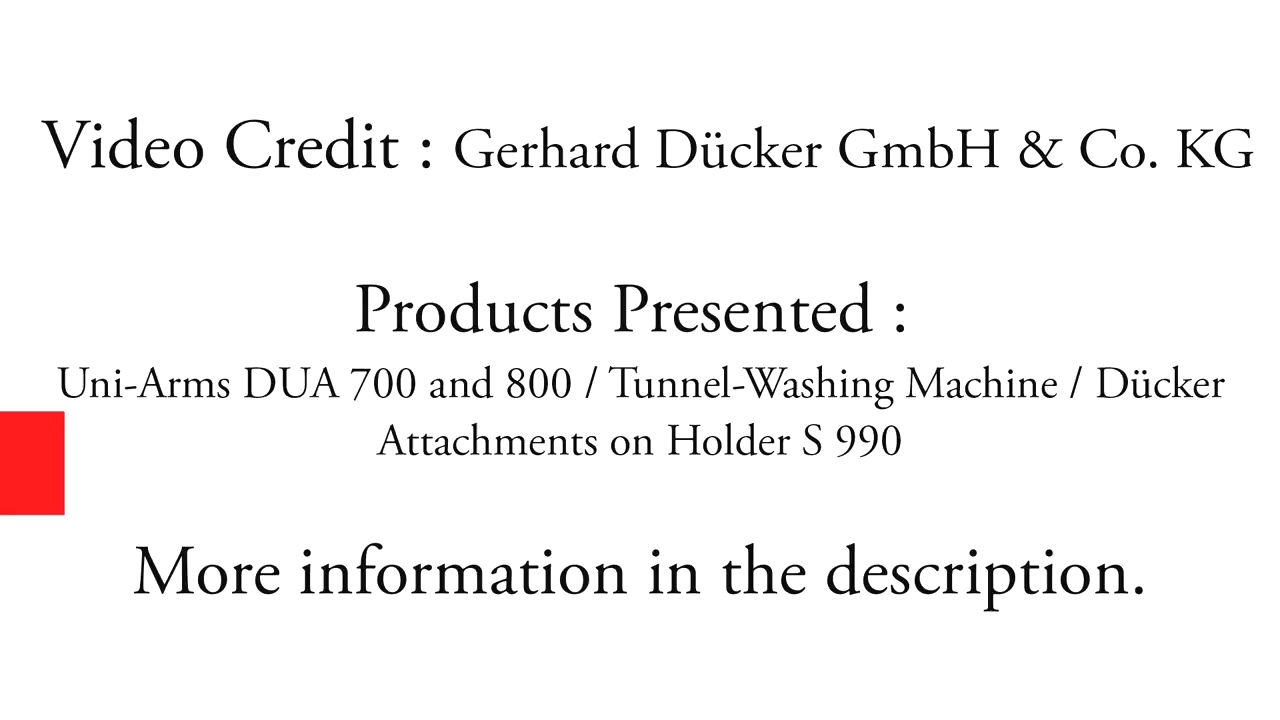 Video Credit : Gerhard Dücker GmbH & Co. KG
Products Presented :
Uni-Arms DUA 700 and 800 / Tunnel-Washing Machine / Dücker
Attachments on Holder S 990
More information in the description.